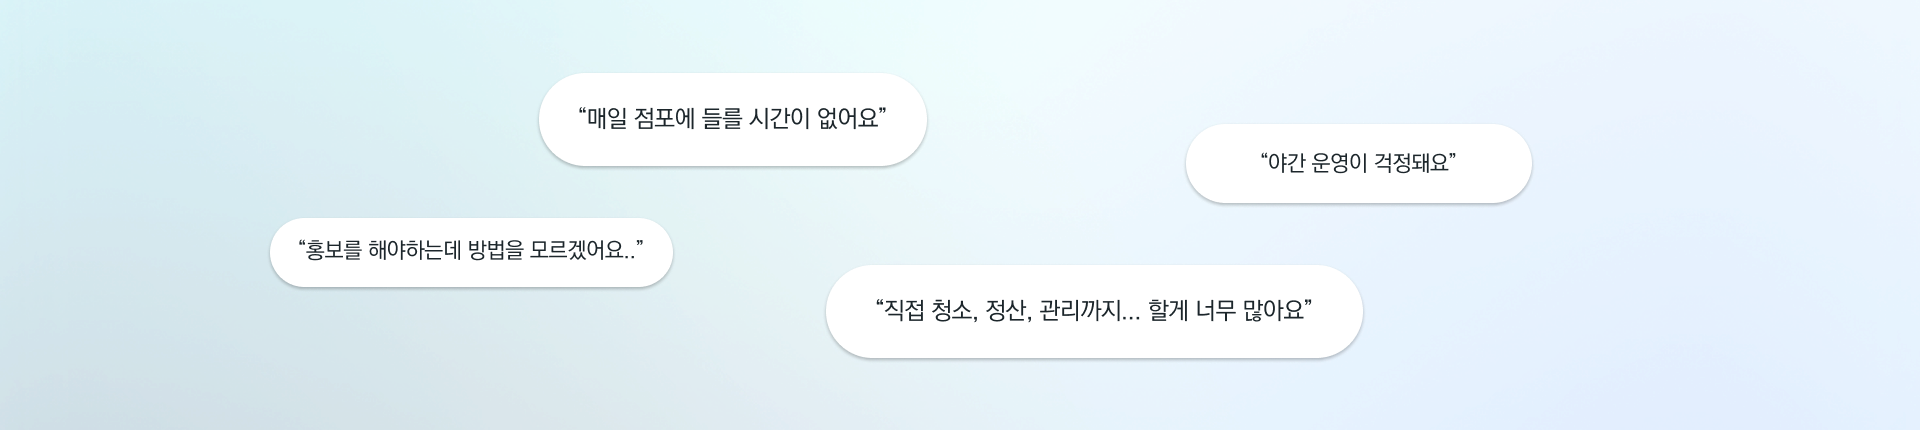 “매일 점포에 들를 시간이 없어요”
“야간 운영이 걱정돼요”
“홍보를 해야하는데 방법을 모르겠어요..”
“직접 청소, 정산, 관리까지... 할게 너무 많아요”